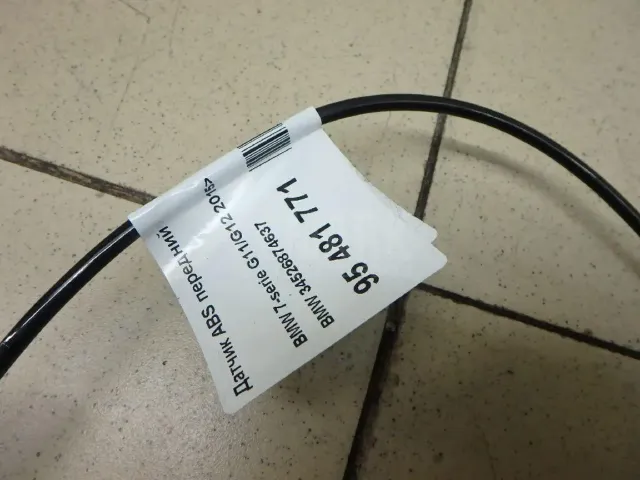 Датчик ABS передний
BMW 7-serie G11/G12 2015>
BMW 34526874637
95 481 771